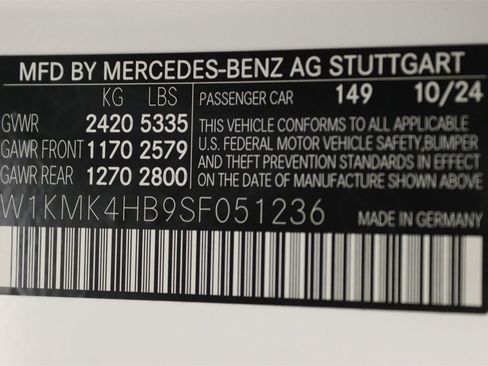 MFD BY MERCEDES-BENZ AG STUTTGART
KG LBS PASSENGER CAR 149 10/24
GVWR 2420 5335 THIS VEHICLE CONFORMS TO ALL APPLICABLE
GAWR FRONT 1170 2579 U.S. FEDERAL MOTOR VEHICLE SAFETY,BUMPER
AND THEFT PREVENTION STANDARDS IN EFFECT
GAWR REAR 1270 2800 ON THE DATE OF MANUFACTURE SHOWN ABOVE
W1KMK4HB9SF051236 MADE IN GERMANY